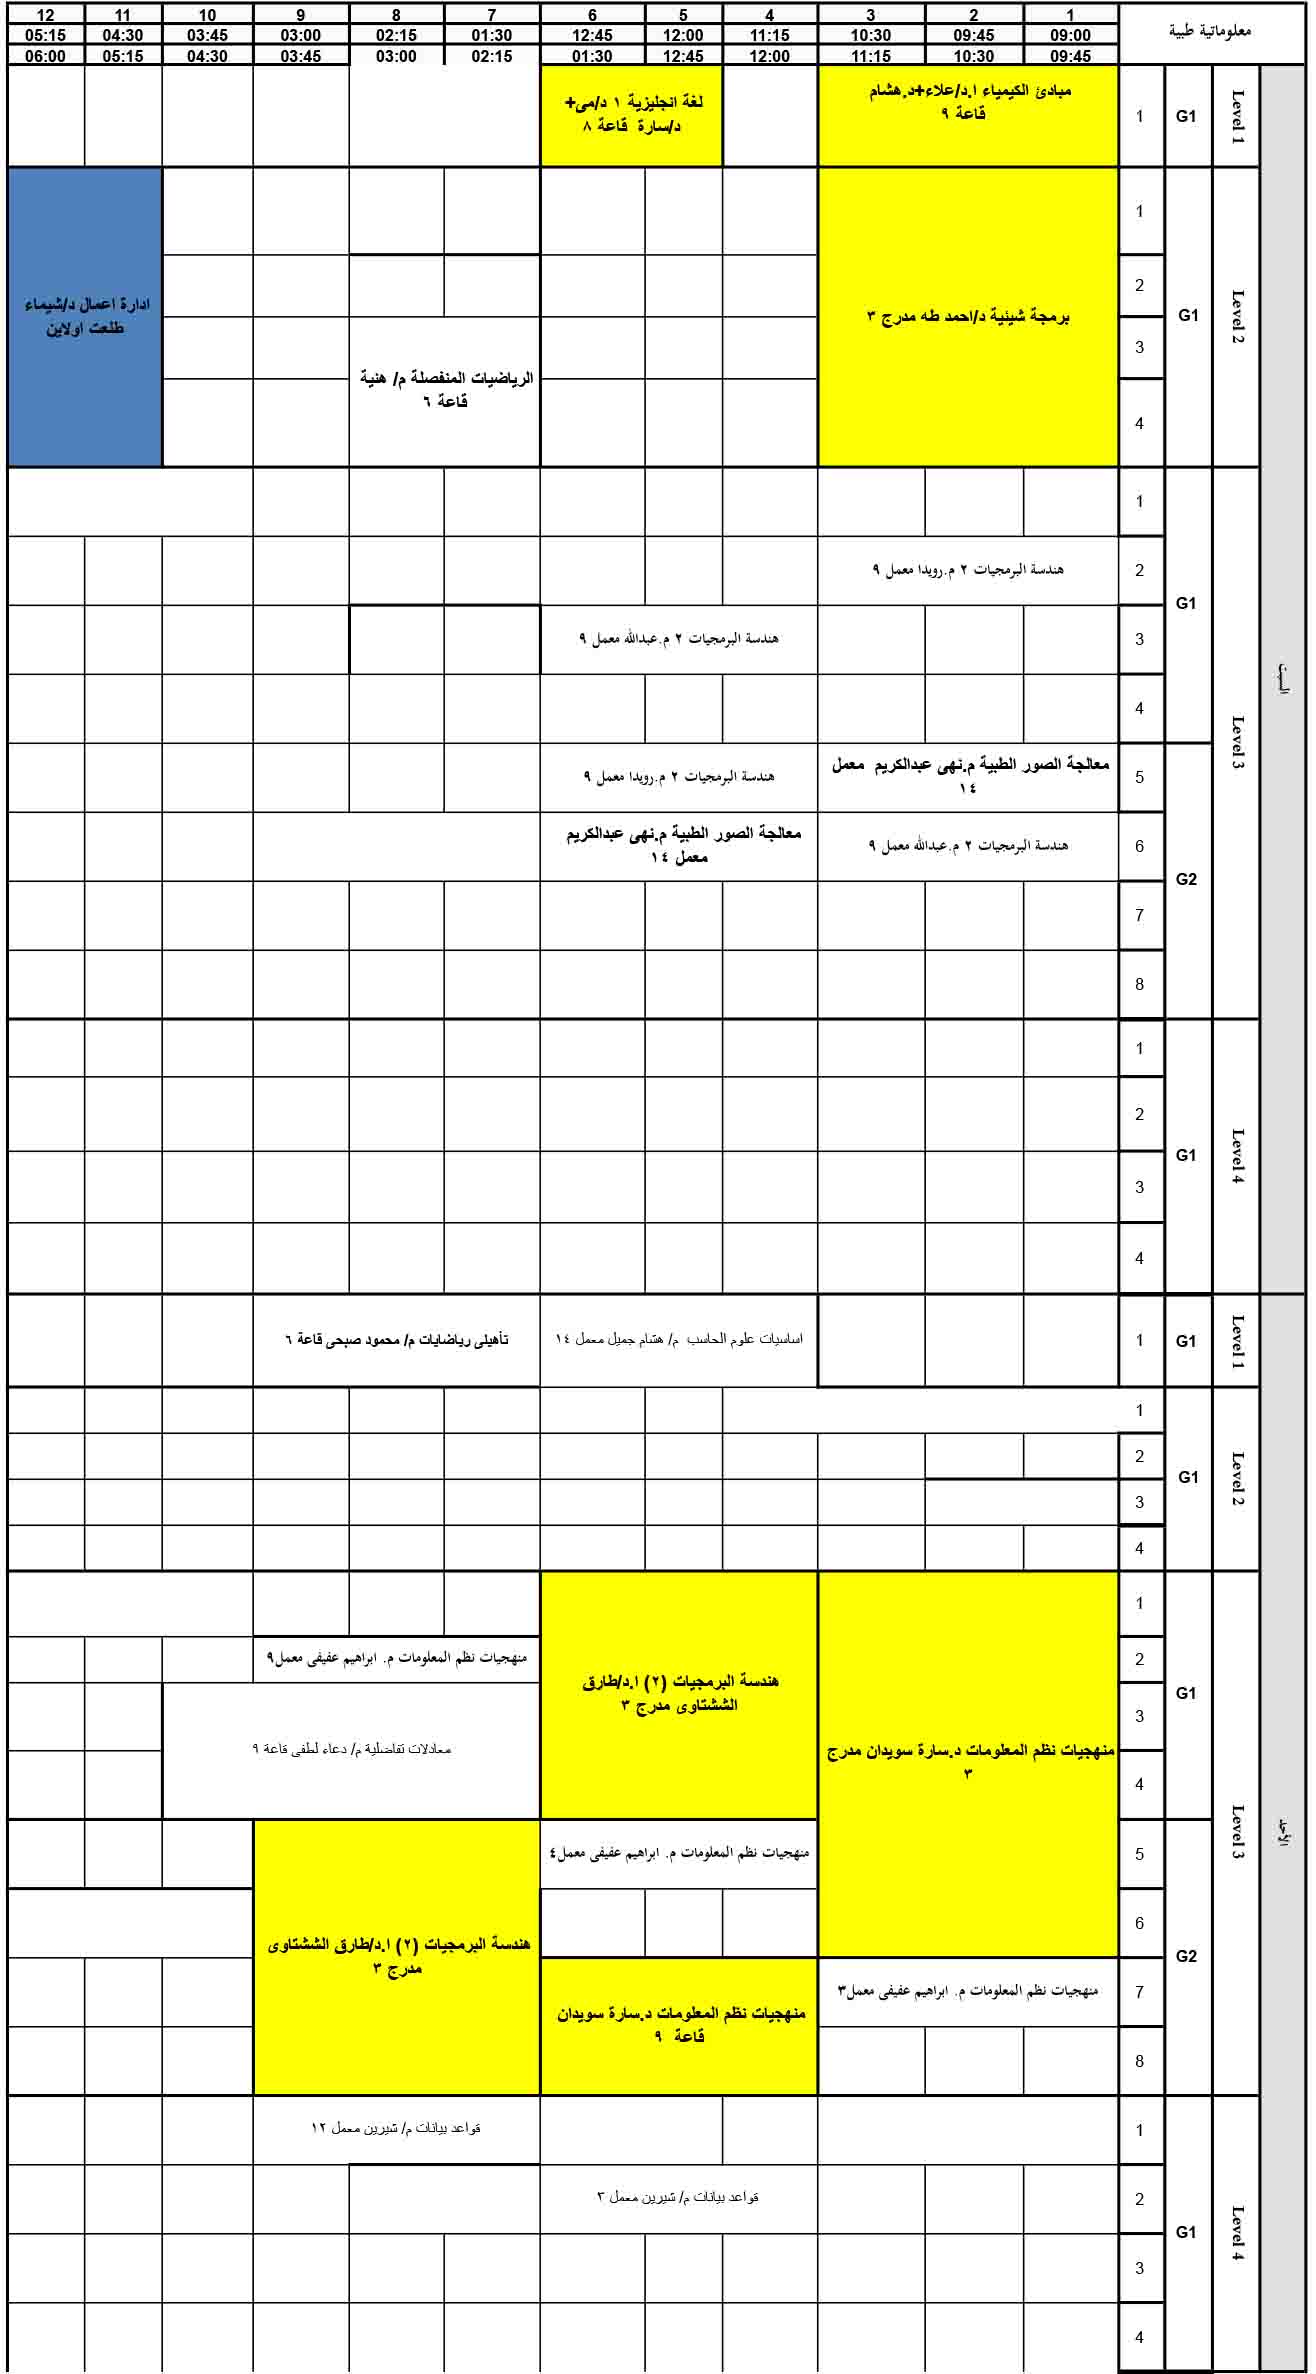 معلوماتية طبية
1 2 3 4 5 6 7 8 9 10 11 12
09:00 09:45 10:30 11:15 12:00 12:45 01:30 02:15 03:00 03:45 04:30 05:15
09:45 10:30 11:15 12:00 12:45 01:30 02:15 03:00 03:45 04:30 05:15 06:00
السبت
Level 1
G1
1
مبادئ الكيمياء ا.د/علاء+د.هشام
قاعة ٩
لغة انجليزية ١ د/مى+
د/سارة قاعة ٨
Level 2
G1
1
2
3
4
برمجة شيئية د/احمد طه مدرج ٣
الرياضيات المنفصلة م/ هنية
قاعة ٦
ادارة اعمال د/شيماء
طلعت اولاين
Level 3
G1
1
2
هندسة البرمجيات ٢ م.رويدا معمل ٩
3
هندسة البرمجيات ٢ م.عبدالله معمل ٩
4
G2
5
معالجة الصور الطبية م.نهى عبدالكريم معمل
١٤
هندسة البرمجيات ٢ م.رويدا معمل ٩
6
هندسة البرمجيات ٢ م.عبدالله معمل ٩
معالجة الصور الطبية م.نهى عبدالكريم
معمل ١٤
7
8
Level 4
G1
1
2
3
4
الأحد
Level 1
G1
1
اساسيات علوم الحاسب م/ هشام جميل معمل ١٤
تأهيلى رياضايات م/ محمود صبحى قاعة ٦
Level 2
G1
1
2
3
4
Level 3
G1
1
2
3
4
منهجيات نظم المعلومات د.سارة سويدان مدرج
٣
هندسة البرمجيات (٢) ا.د/طارق
الششتاوى مدرج ٣
منهجيات نظم المعلومات م. ابراهيم عفيفى معمل٩
معادلات تفاضلية م/ دعاء لطفى قاعة ٩
G2
5
6
7
8
منهجيات نظم المعلومات م. ابراهيم عفيفى معمل٤
هندسة البرمجيات (٢) ا.د/طارق الششتاوى
مدرج ٣
منهجيات نظم المعلومات م. ابراهيم عفيفى معمل٣
منهجيات نظم المعلومات د.سارة سويدان
قاعة ٩
Level 4
G1
1
قواعد بيانات م/ شيرين معمل ١٢
2
قواعد بيانات م/ شيرين معمل ٣
3
4